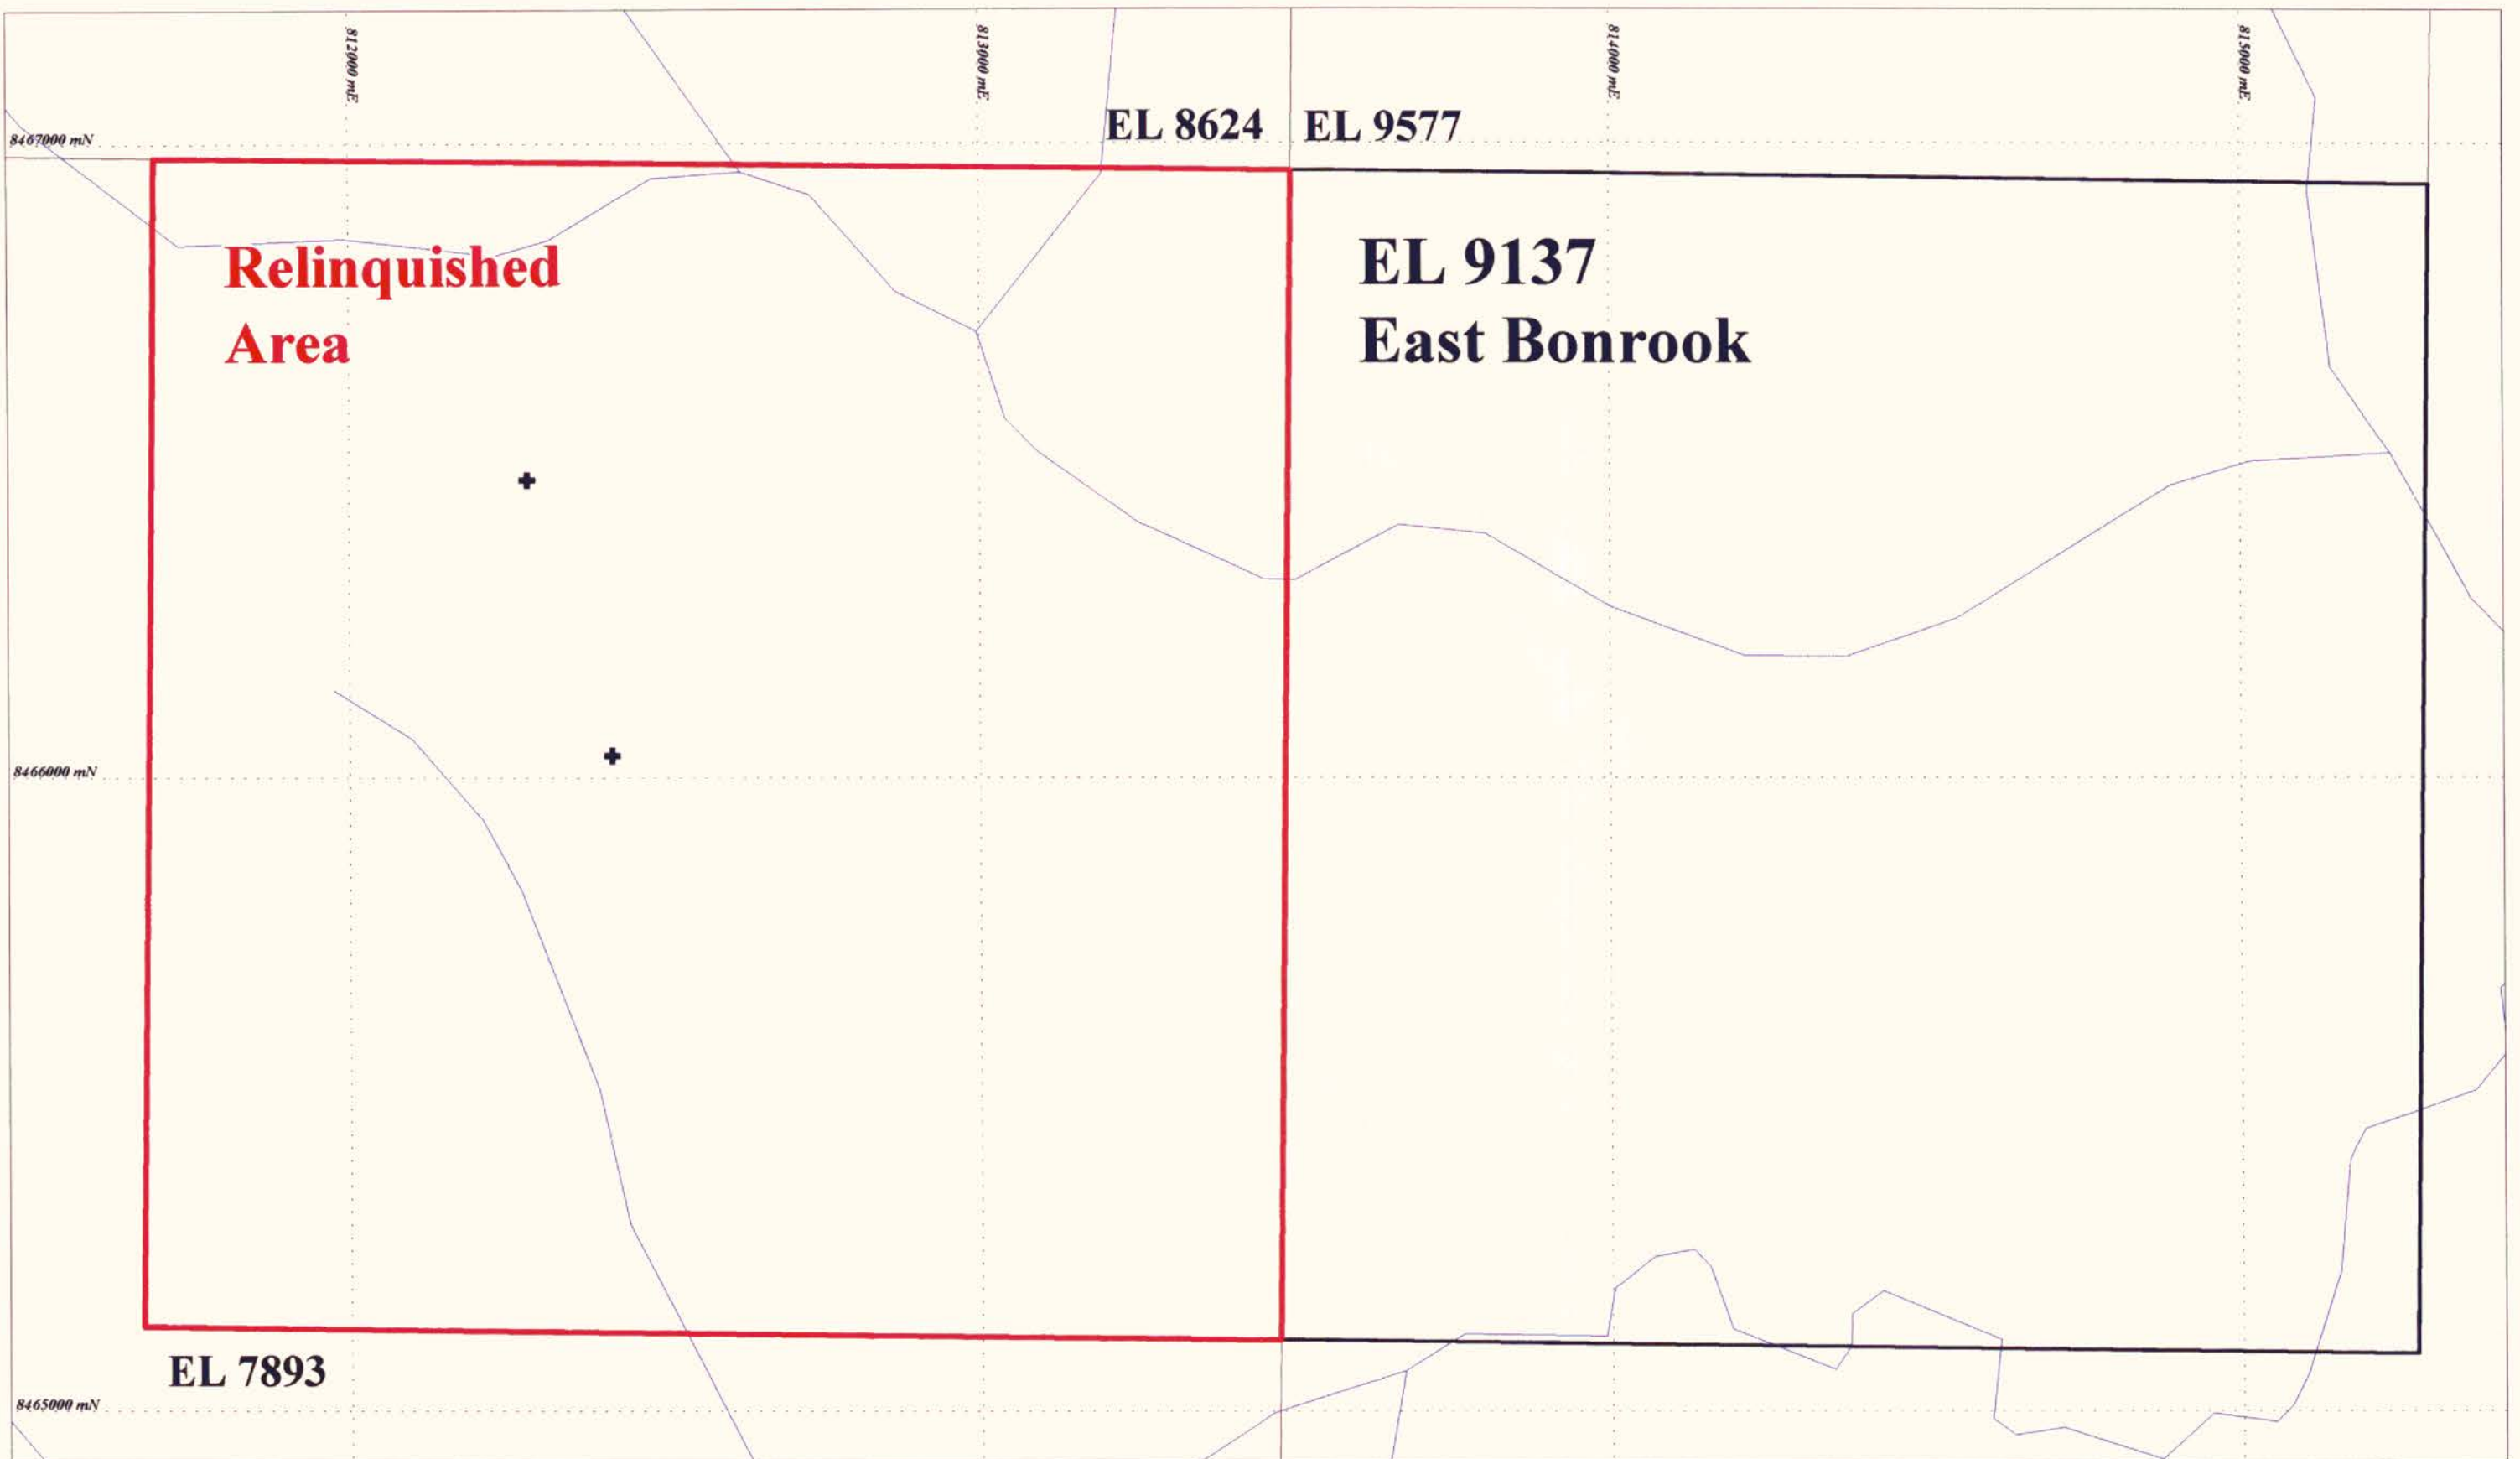 812000 mE
813000 mE
814000 mE
815000 mE
EL 8624
EL 9577
8467000 mN
Relinquished
Area
EL 9137
East Bonrook
8466000 mN
EL 7893
8465000 mN